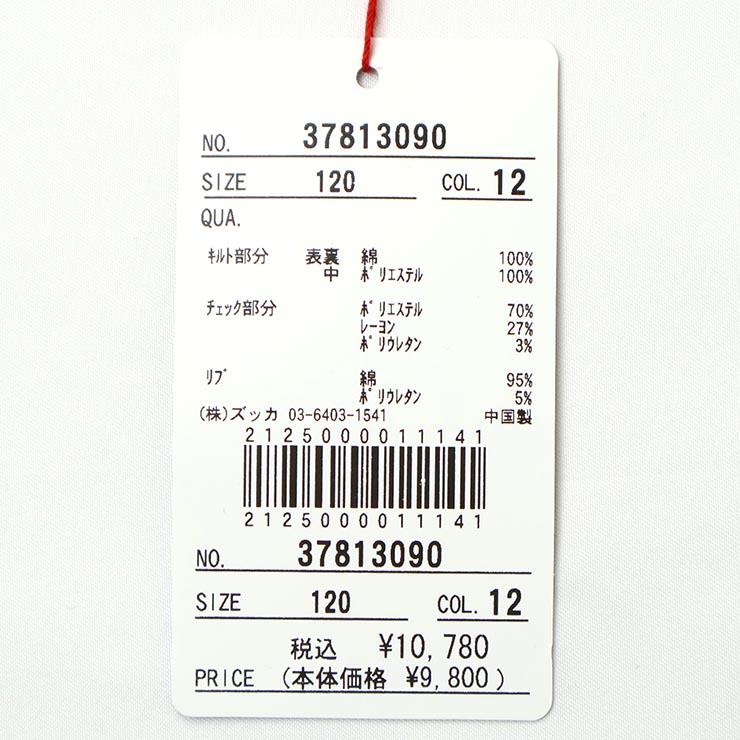 NO. 37813090
SIZE 120 COL. 12
QUA.
ｷﾙﾄ部分 表裏 綿 100%
中 ﾎﾟﾘｴｽﾃﾙ 100%
ﾁｪｯｸ部分 ﾎﾟﾘｴｽﾃﾙ 70%
ﾚｰﾖﾝ 27%
ﾎﾟﾘｳﾚﾀﾝ 3%
ﾘﾌﾞ 綿 95%
ﾎﾟﾘｳﾚﾀﾝ 5%
(株)ズッカ 03-6403-1541 中国製
2125000011141
2125000011141
NO. 37813090
SIZE 120 COL. 12
税込 ¥10,780
PRICE (本体価格 ¥9,800)